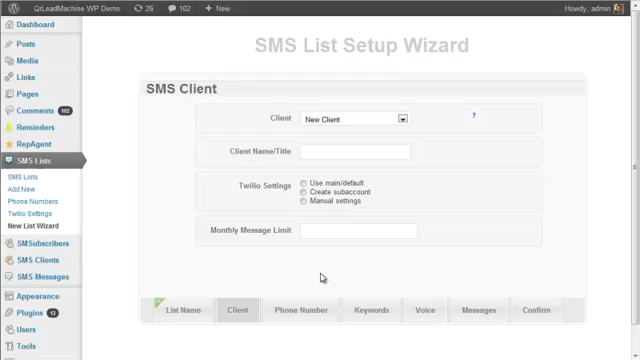 QrLeadMachine WP Demo 26 102 + New Howdy, admin
Dashboard
Posts
Media
Links
Pages
Comments 102
Reminders
RepAgent
SMS Lists
SMS Lists
Add New
Phone Numbers
Twilio Settings
New List Wizard
SMSubscribers
SMS Clients
SMS Messages
Appearance
Plugins 13
Users
Tools
SMS List Setup Wizard
SMS Client
Client New Client ?
Client Name/Title
Twilio Settings Use main/default
Create subaccount
Manual settings
Monthly Message Limit
List Name Client Phone Number Keywords Voice Messages Confirm